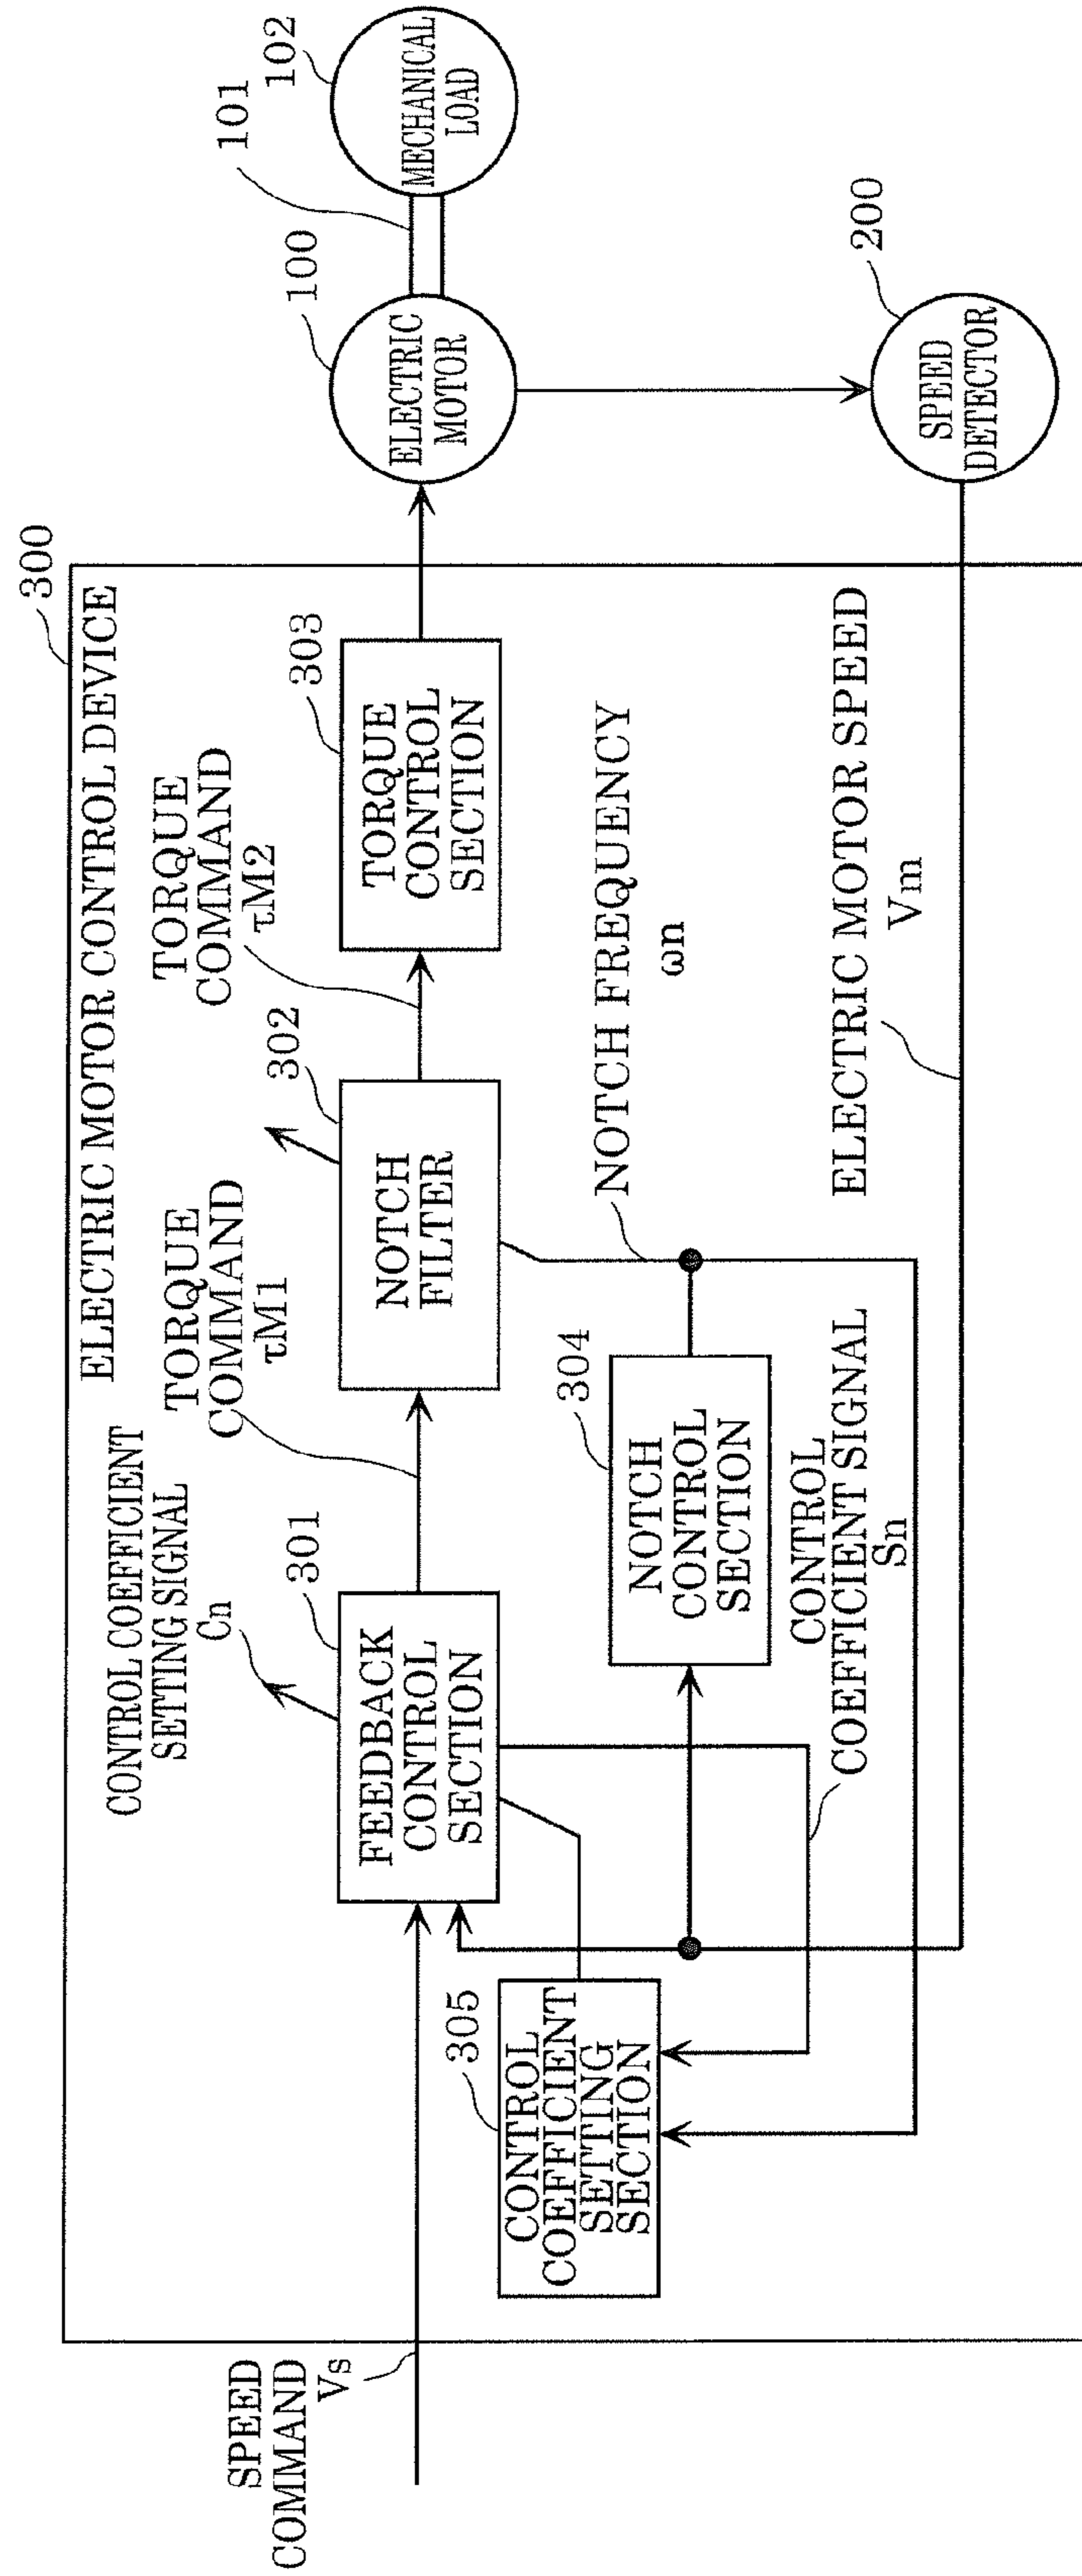 300
ELECTRIC MOTOR CONTROL DEVICE
SPEED
COMMAND
Vs
CONTROL COEFFICIENT
SETTING SIGNAL
Cn
301
FEEDBACK
CONTROL
SECTION
TORQUE
COMMAND
τM1
302
NOTCH
FILTER
TORQUE
COMMAND
τM2
303
TORQUE
CONTROL
SECTION
100
ELECTRIC
MOTOR
101
102
MECHANICAL
LOAD
305
CONTROL
COEFFICIENT
SETTING
SECTION
304
NOTCH
CONTROL
SECTION
NOTCH FREQUENCY
ωn
CONTROL
COEFFICIENT SIGNAL
Sn
ELECTRIC MOTOR SPEED
Vm
200
SPEED
DETECTOR